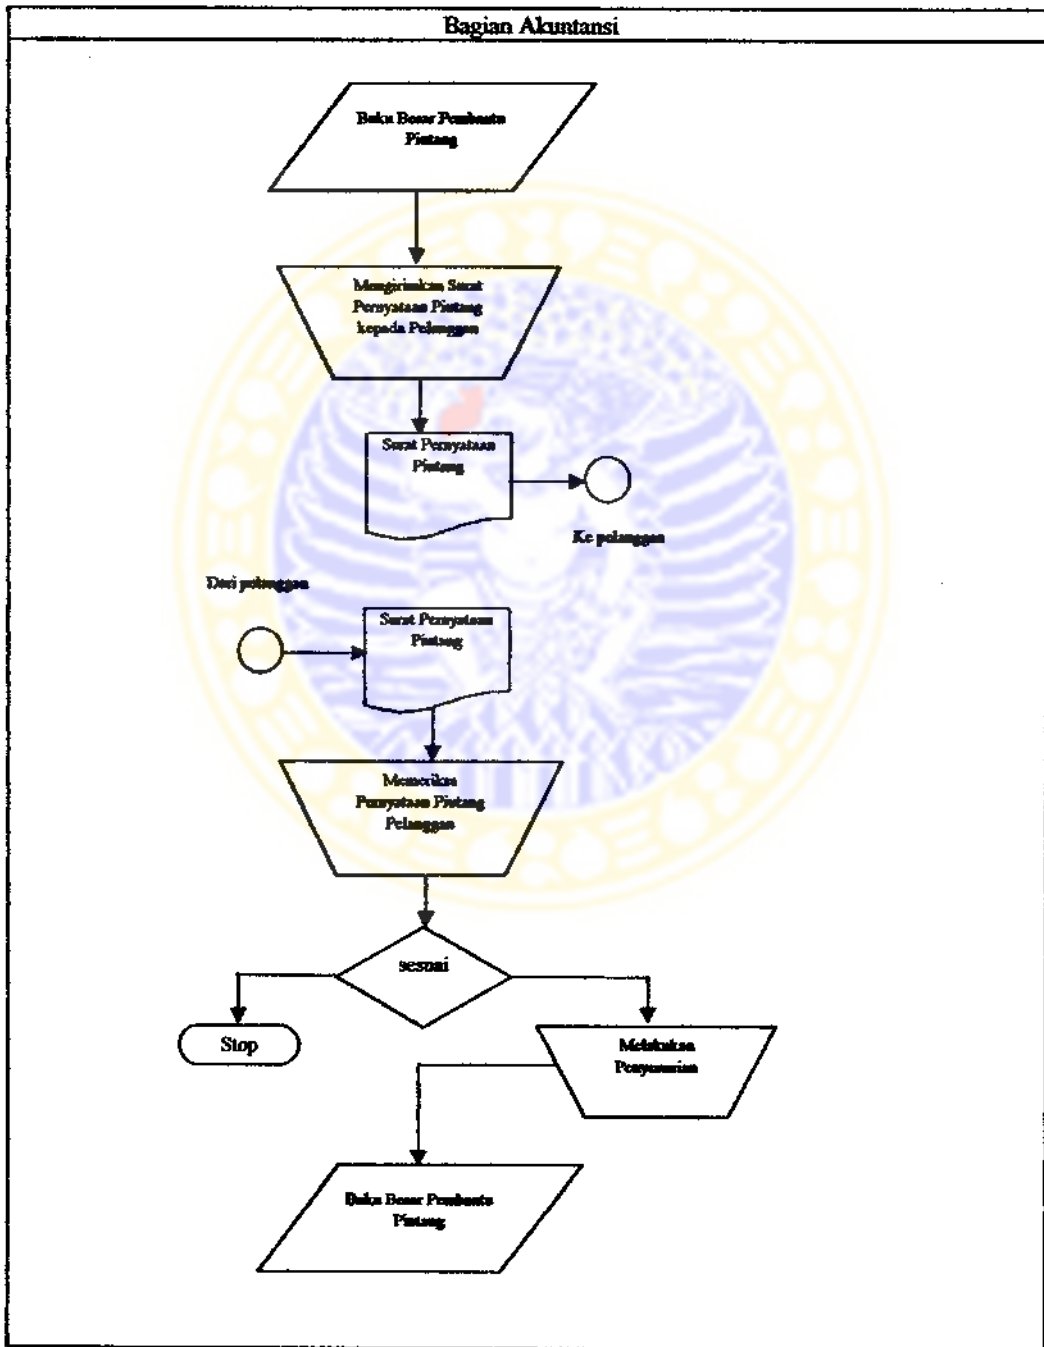 Bagian Akuntansi
Buku Besar Pembantu
Piutang
Mengirimkan Surat
Pernyataan Piutang
kepada Pelanggan
Surat Pernyataan
Piutang
Ke pelanggan
Dari pelanggan
Surat Pernyataan
Piutang
Memeriksa
Pernyataan Piutang
Pelanggan
sesuai
Stop
Melakukan
Penyesuaian
Buku Besar Pembantu
Piutang